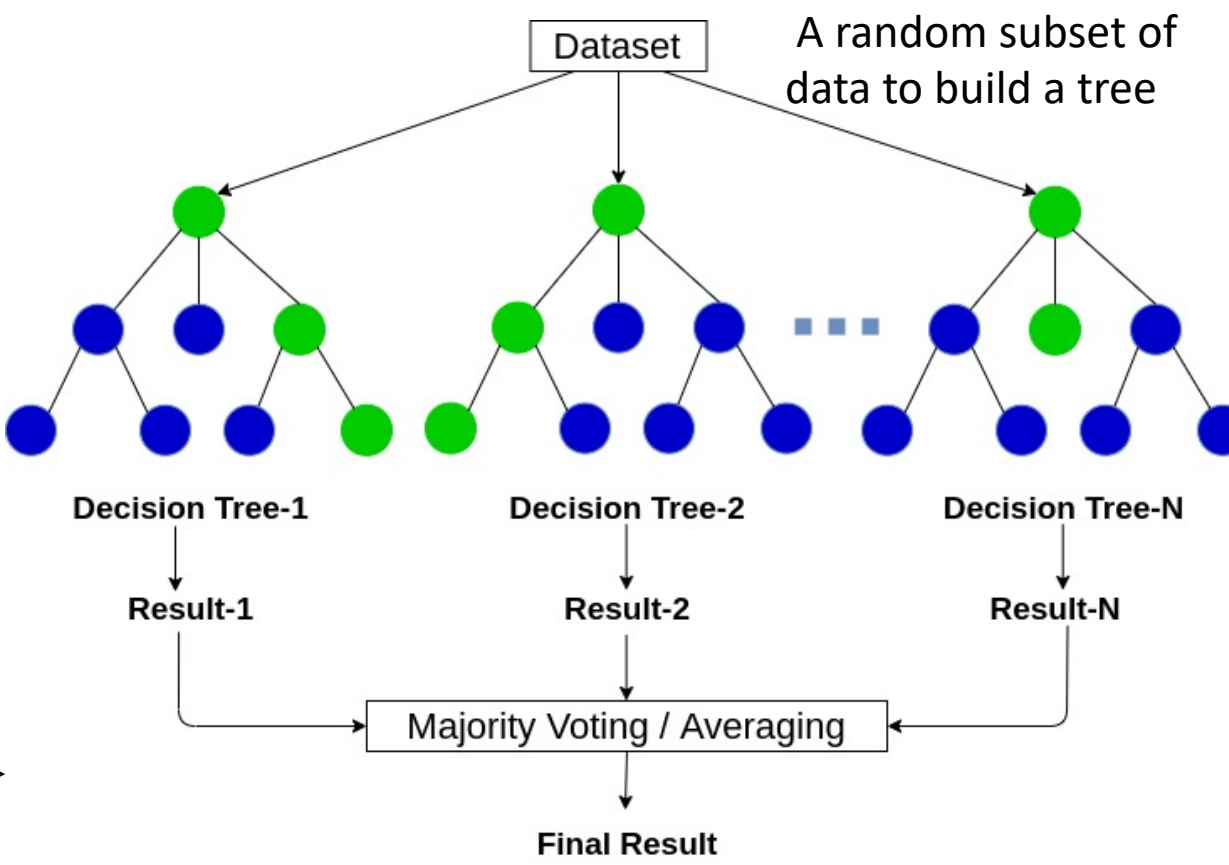 Dataset
A random subset of
data to build a tree
Decision Tree-1
Decision Tree-2
Decision Tree-N
Result-1
Result-2
Result-N
Majority Voting / Averaging
Final Result